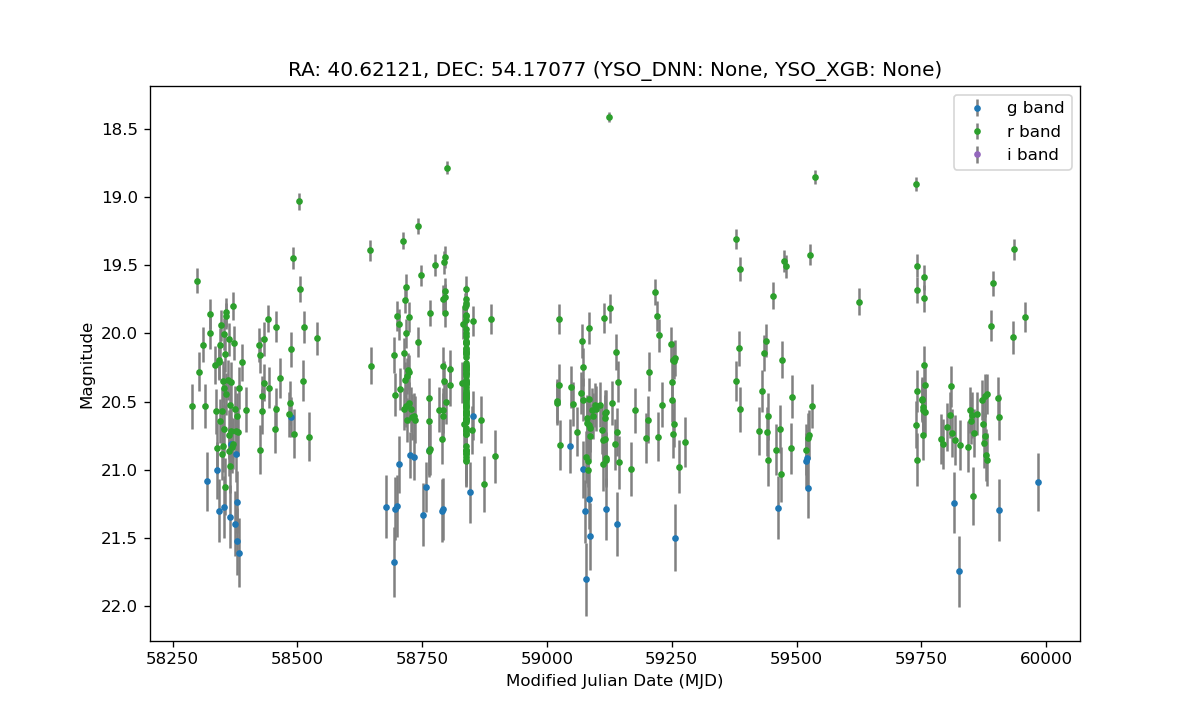 RA: 40.62121, DEC: 54.17077 (YSO_DNN: None, YSO_XGB: None)
g band
r band
i band
18.5
19.0
19.5
20.0
20.5
21.0
21.5
22.0
Magnitude
58250 58500 58750 59000 59250 59500 59750 60000
Modified Julian Date (MJD)